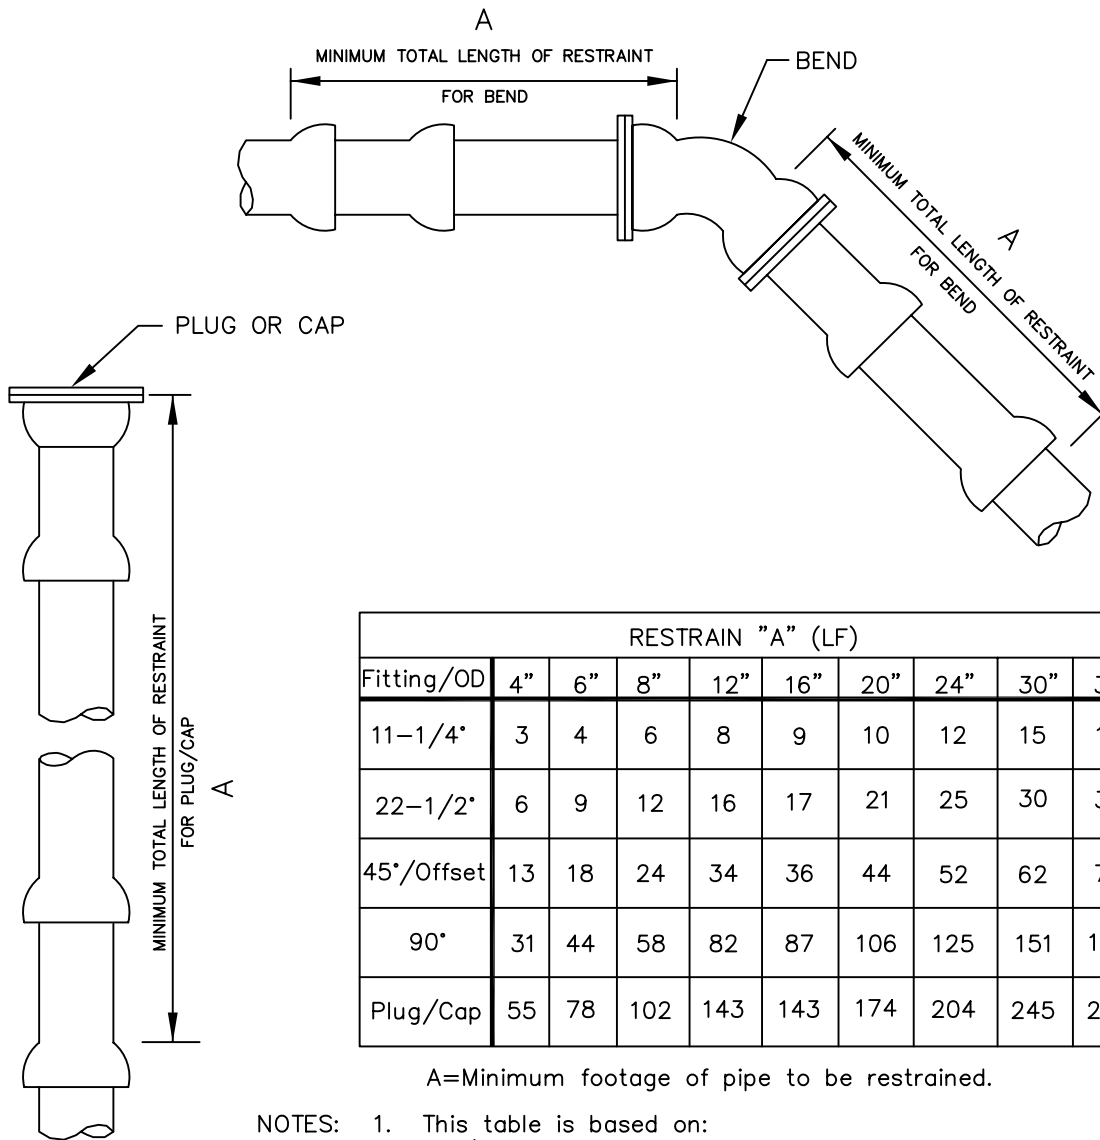 A
MINIMUM TOTAL LENGTH OF RESTRAINT
FOR BEND
BEND
MINIMUM TOTAL LENGTH OF RESTRAINT
FOR BEND
A
PLUG OR CAP
MINIMUM TOTAL LENGTH OF RESTRAINT
FOR PLUG/CAP
A
RESTRAIN "A" (LF)
Fitting/OD 4" 6" 8" 12" 16" 20" 24" 30"
11-1/4° 3 4 6 8 9 10 12 15
22-1/2° 6 9 12 16 17 21 25 30
45°/Offset 13 18 24 34 36 44 52 62
90° 31 44 58 82 87 106 125 151
Plug/Cap 55 78 102 143 143 174 204 245
A=Minimum footage of pipe to be restrained.
NOTES: 1. This table is based on: